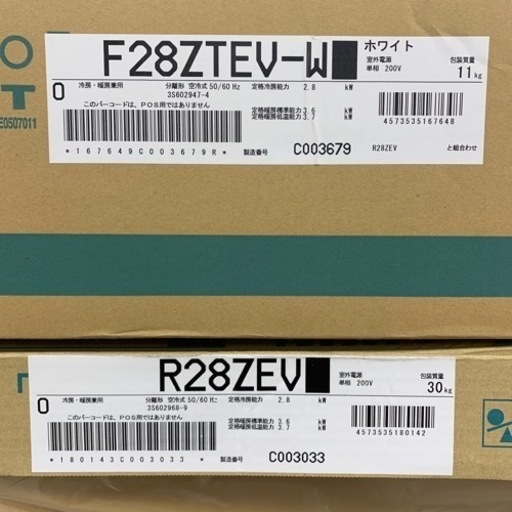 F28ZTEV-W■
ホワイト
室外電源
単相 200V
包装質量
11kg
0
冷房・暖房兼用
分離形 空冷式 50/60 Hz
3S602947-4
定格冷房能力 2.8 kW
定格暖房標準能力 3.6 kW
定格暖房低温能力 3.7 kW
このバーコードは、POS用ではありません
*167649C003679R*
製造番号 C003679
4573535167648
R28ZEV と組合わせ
T
E0507011
R28ZEV■
室外電源
単相 200V
包装質量
30kg
0
冷房・暖房兼用
分離形 空冷式 50/60 Hz
3S602968-9
定格冷房能力 2.8 kW
定格暖房標準能力 3.6 kW
定格暖房低温能力 3.7 kW
このバーコードは、POS用ではありません
*180143C003033*
製造番号 C003033
4573535180142